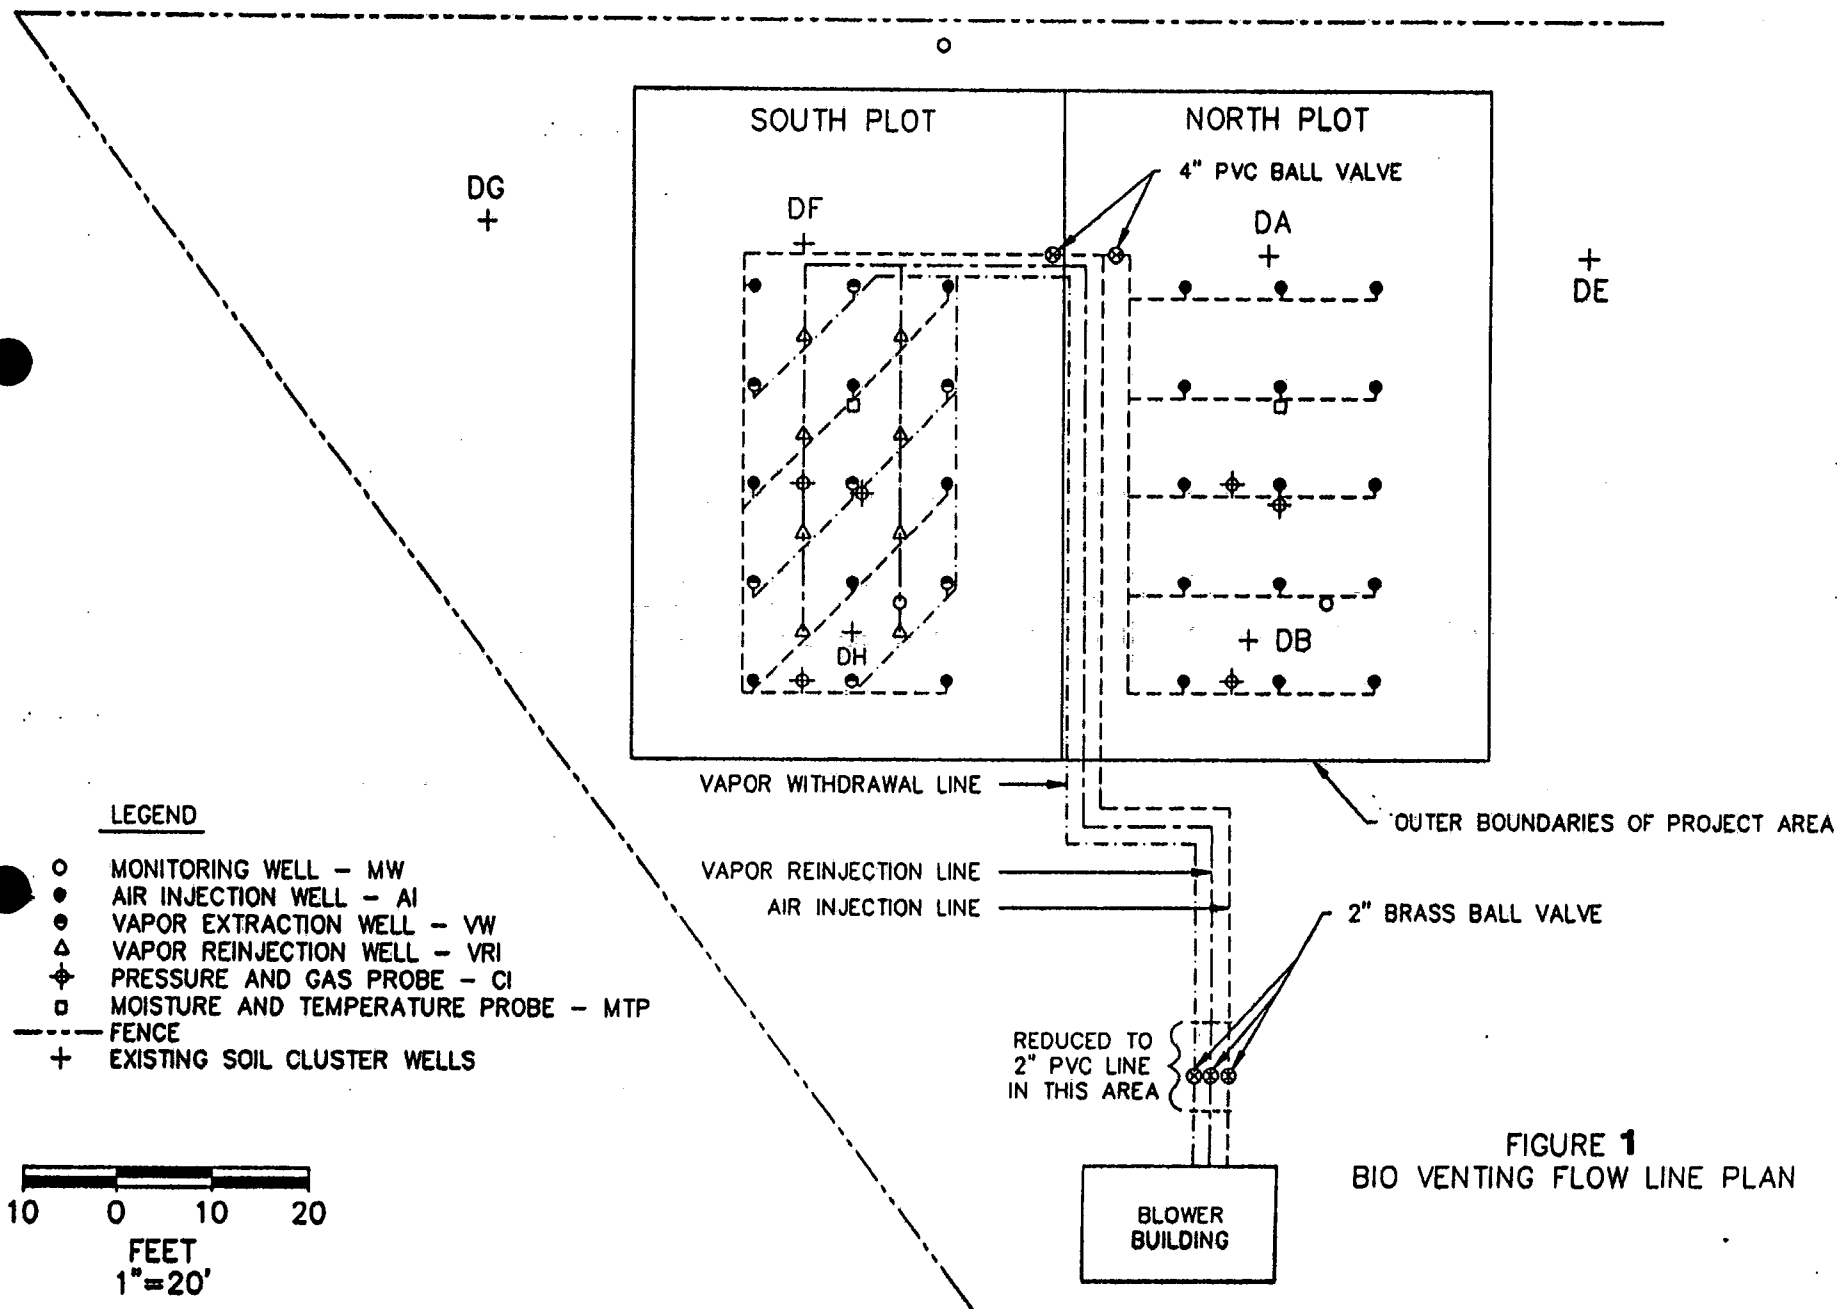 SOUTH PLOT
NORTH PLOT
4" PVC BALL VALVE
DG
DF
DA
DE
DH
DB
VAPOR WITHDRAWAL LINE
OUTER BOUNDARIES OF PROJECT AREA
VAPOR REINJECTION LINE
AIR INJECTION LINE
2" BRASS BALL VALVE
LEGEND
MONITORING WELL - MW
AIR INJECTION WELL - AI
VAPOR EXTRACTION WELL - VW
VAPOR REINJECTION WELL - VRI
PRESSURE AND GAS PROBE - CI
MOISTURE AND TEMPERATURE PROBE - MTP
FENCE
EXISTING SOIL CLUSTER WELLS
REDUCED TO
2" PVC LINE
IN THIS AREA
10 0 10 20
FEET
1"=20'
BLOWER
BUILDING
FIGURE 1
BIO VENTING FLOW LINE PLAN